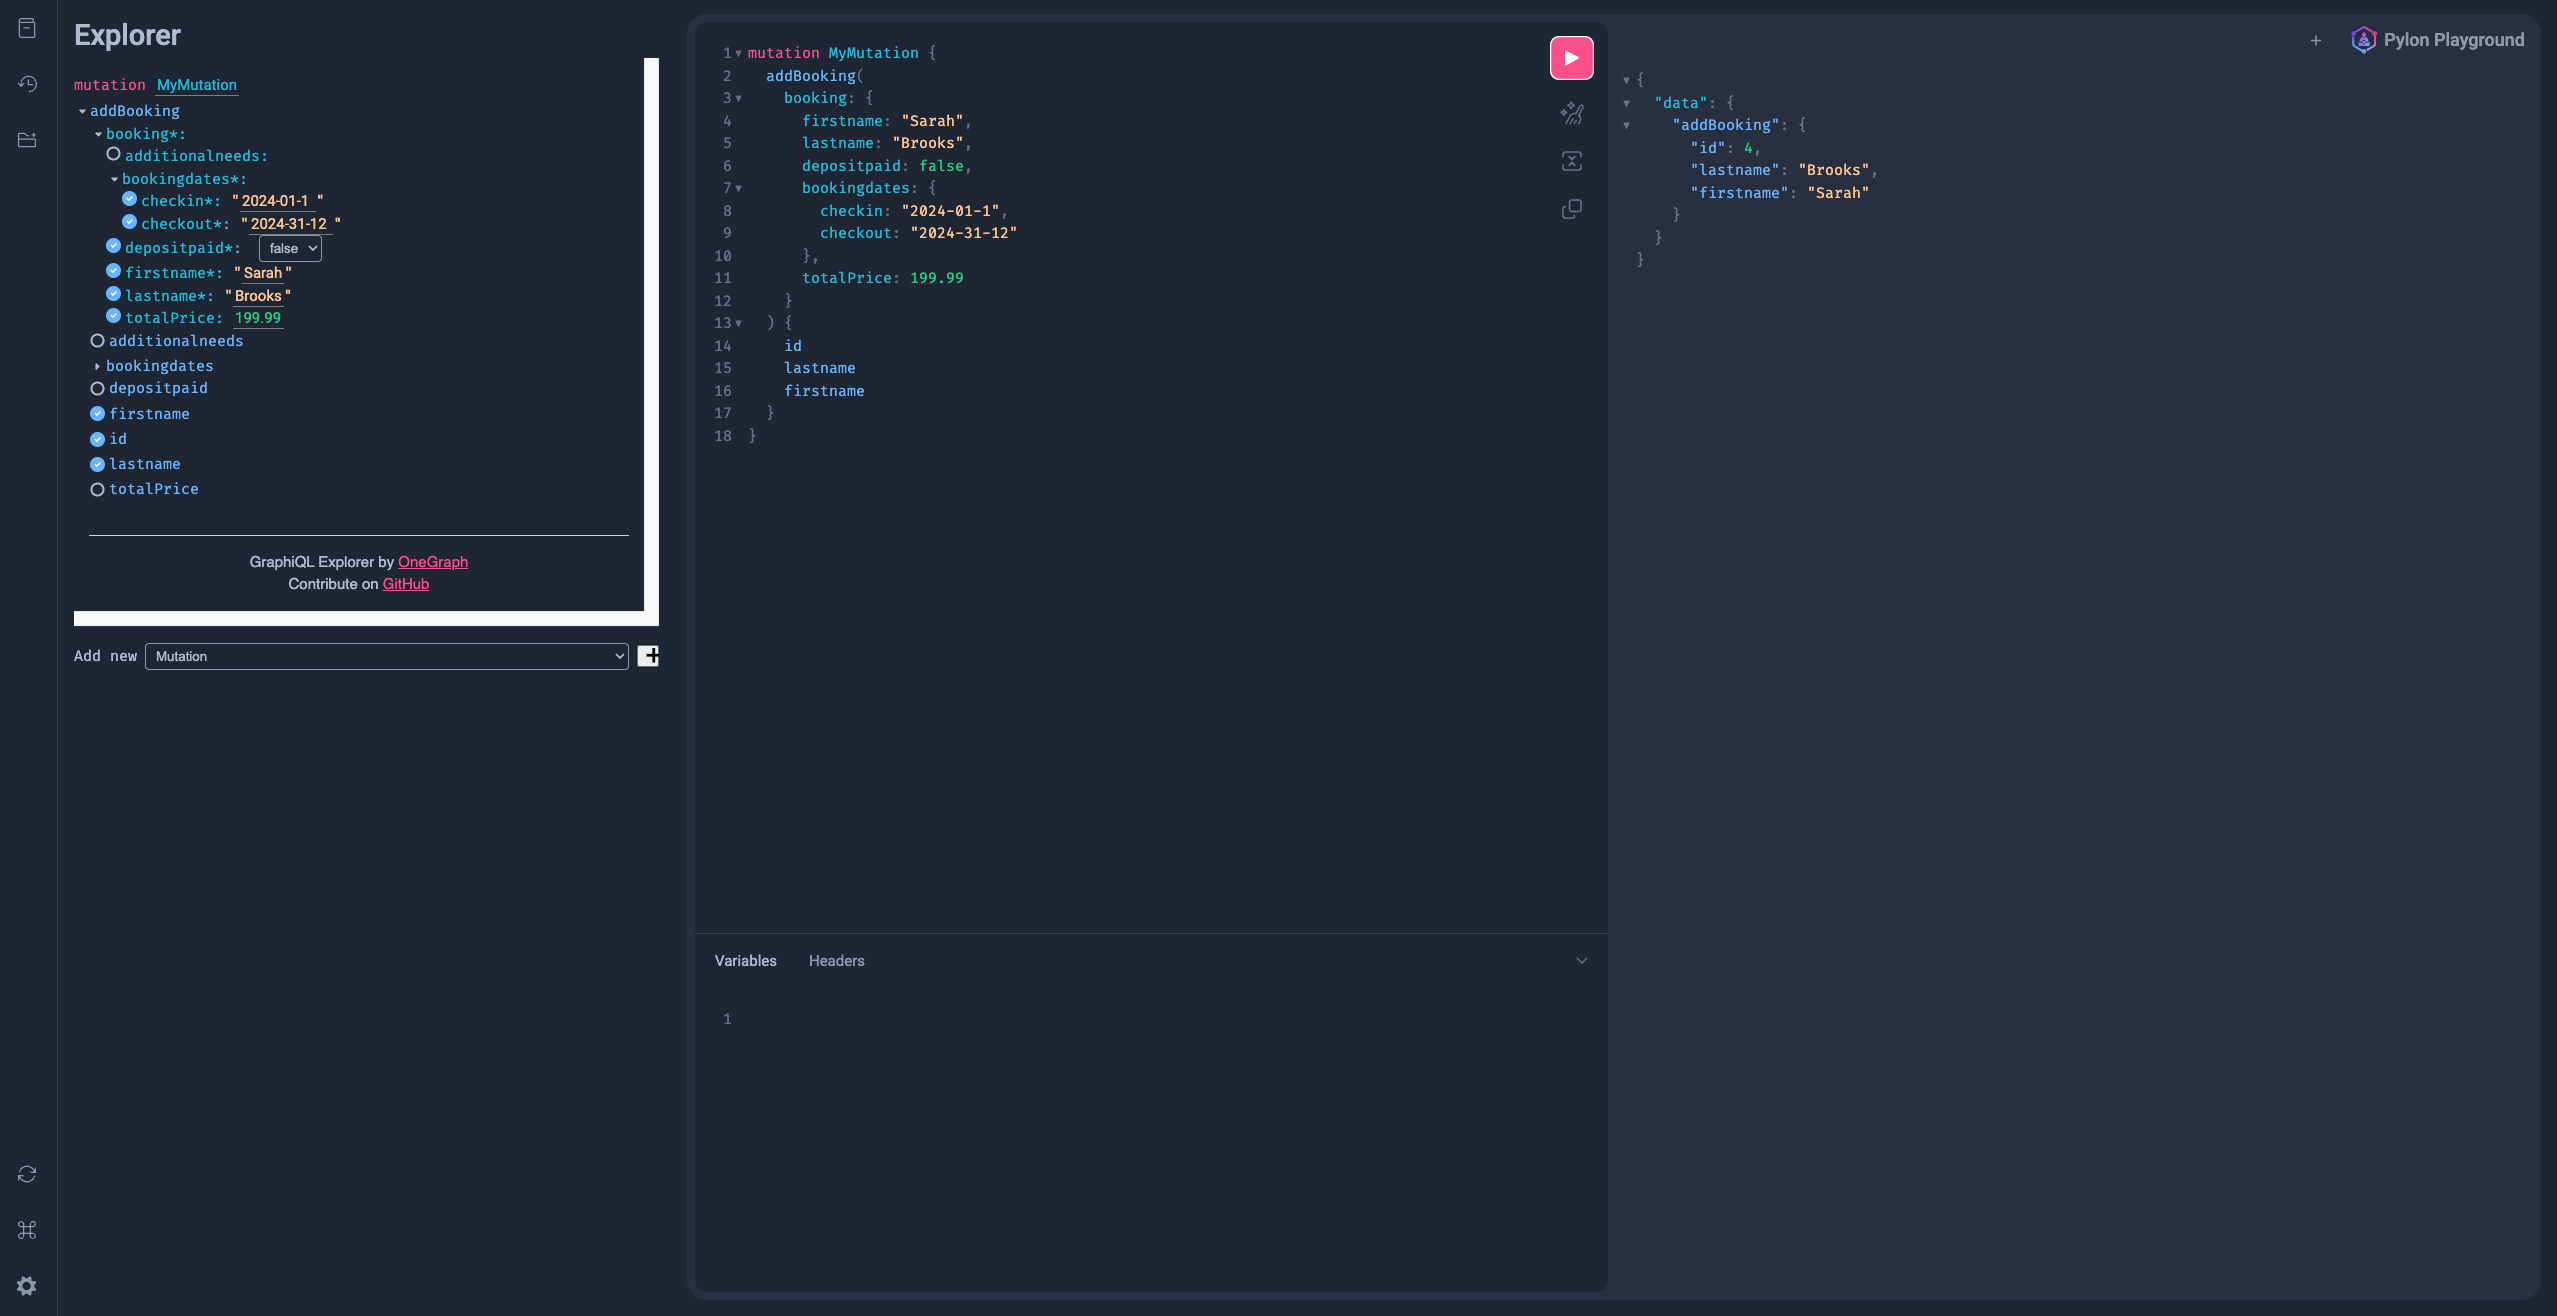 Explorer
mutation MyMutation
addBooking
booking*:
additionalneeds:
bookingdates*:
checkin*: "2024-01-1 "
checkout*: "2024-31-12 "
depositpaid*: false
firstname*: "Sarah"
lastname*: "Brooks"
totalPrice: 199.99
additionalneeds
bookingdates
depositpaid
firstname
id
lastname
totalPrice
GraphiQL Explorer by OneGraph
Contribute on GitHub
Add new Mutation +
1 mutation MyMutation {
2 addBooking(
3 booking: {
4 firstname: "Sarah",
5 lastname: "Brooks",
6 depositpaid: false,
7 bookingdates: {
8 checkin: "2024-01-1",
9 checkout: "2024-31-12"
10 },
11 totalPrice: 199.99
12 }
13 ) {
14 id
15 lastname
16 firstname
17 }
18 }
Variables Headers
1
+ Pylon Playground
{
"data": {
"addBooking": {
"id": 4,
"lastname": "Brooks",
"firstname": "Sarah"
}
}
}